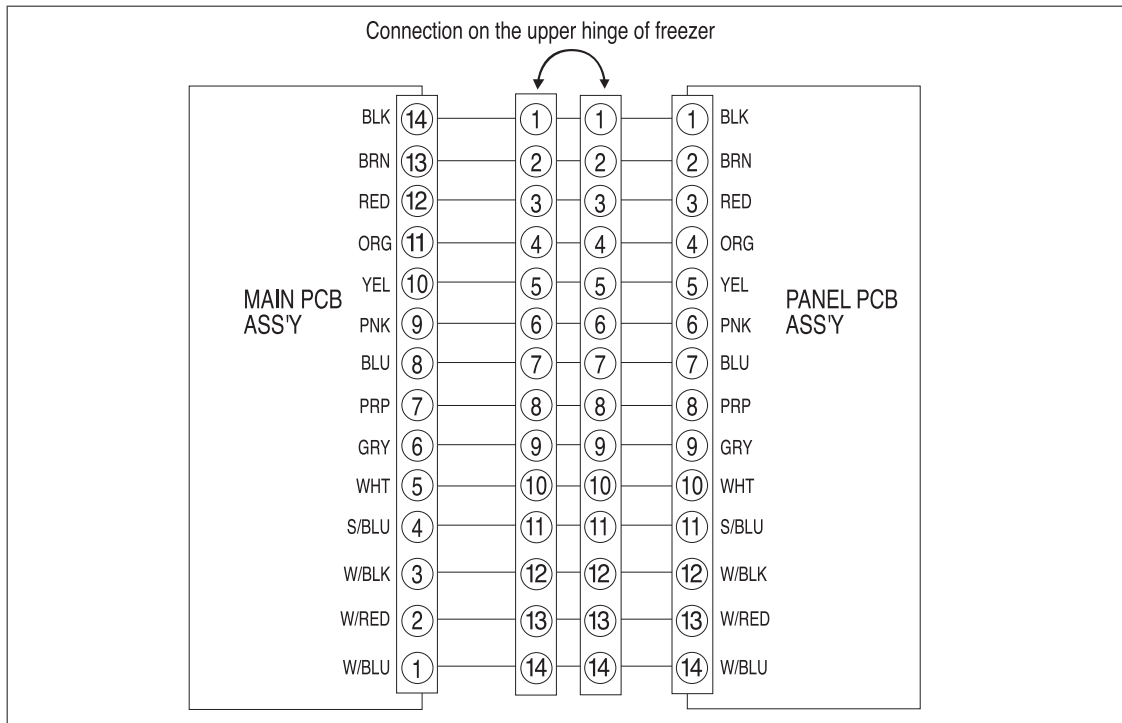 Connection on the upper hinge of freezer
BLK 14 1 1 1 BLK
BRN 13 2 2 2 BRN
RED 12 3 3 3 RED
ORG 11 4 4 4 ORG
YEL 10 5 5 5 YEL
MAIN PCB
ASS'Y
PANEL PCB
ASS'Y
PNK 9 6 6 6 PNK
BLU 8 7 7 7 BLU
PRP 7 8 8 8 PRP
GRY 6 9 9 9 GRY
WHT 5 10 10 10 WHT
S/BLU 4 11 11 11 S/BLU
W/BLK 3 12 12 12 W/BLK
W/RED 2 13 13 13 W/RED
W/BLU 1 14 14 14 W/BLU